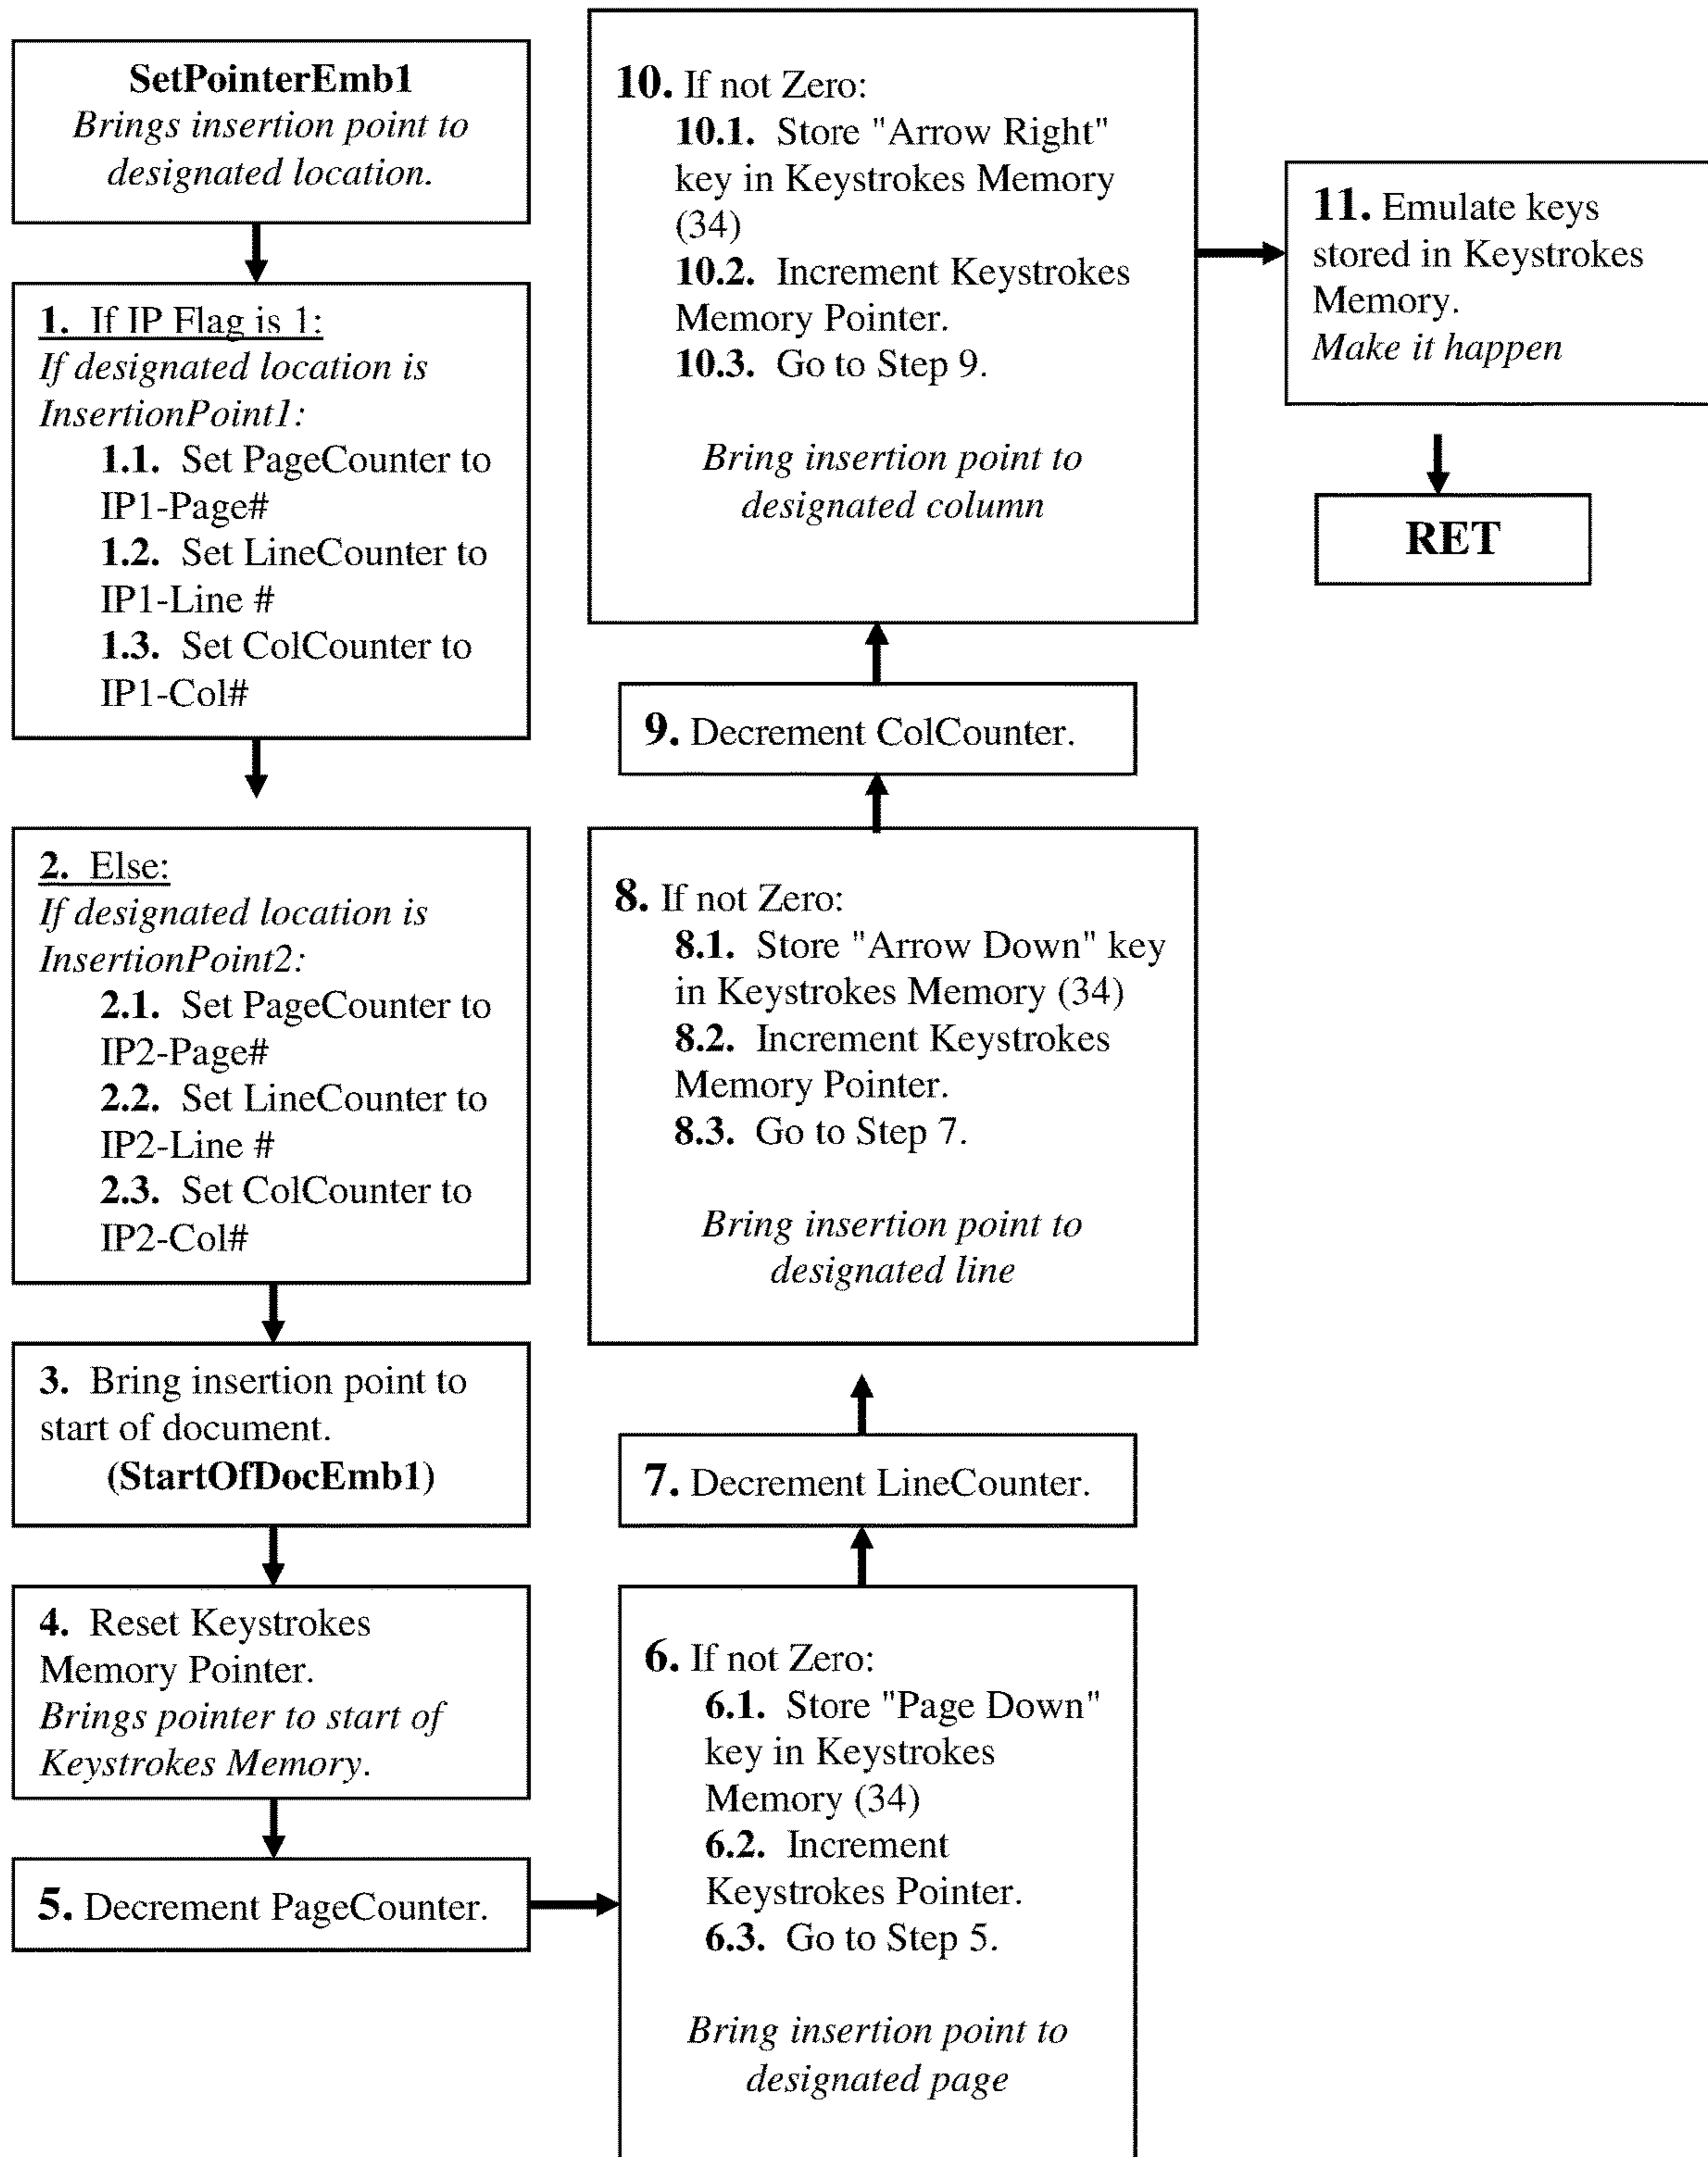 SetPointerEmb1
Brings insertion point to
designated location.
1. If IP Flag is 1:
If designated location is
InsertionPoint1:
1.1. Set PageCounter to
IP1-Page#
1.2. Set LineCounter to
IP1-Line #
1.3. Set ColCounter to
IP1-Col#
2. Else:
If designated location is
InsertionPoint2:
2.1. Set PageCounter to
IP2-Page#
2.2. Set LineCounter to
IP2-Line #
2.3. Set ColCounter to
IP2-Col#
3. Bring insertion point to
start of document.
(StartOfDocEmb1)
4. Reset Keystrokes
Memory Pointer.
Brings pointer to start of
Keystrokes Memory.
5. Decrement PageCounter.
6. If not Zero:
6.1. Store "Page Down"
key in Keystrokes
Memory (34)
6.2. Increment
Keystrokes Pointer.
6.3. Go to Step 5.
Bring insertion point to
designated page
7. Decrement LineCounter.
8. If not Zero:
8.1. Store "Arrow Down" key
in Keystrokes Memory (34)
8.2. Increment Keystrokes
Memory Pointer.
8.3. Go to Step 7.
Bring insertion point to
designated line
9. Decrement ColCounter.
10. If not Zero:
10.1. Store "Arrow Right"
key in Keystrokes Memory
(34)
10.2. Increment Keystrokes
Memory Pointer.
10.3. Go to Step 9.
Bring insertion point to
designated column
11. Emulate keys
stored in Keystrokes
Memory.
Make it happen
RET